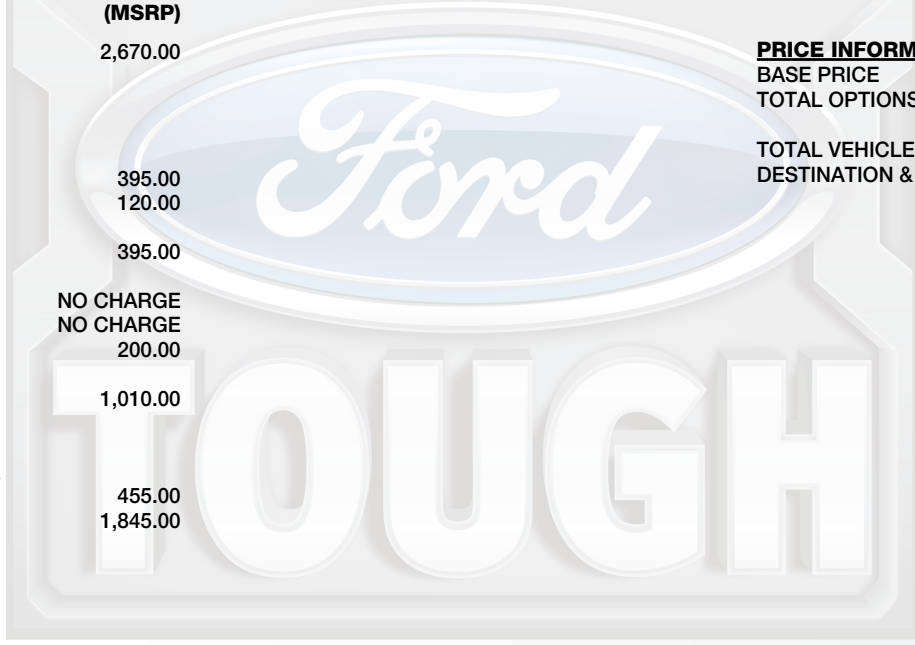 (MSRP)
2,670.00
395.00
120.00
395.00
NO CHARGE
NO CHARGE
200.00
1,010.00
455.00
1,845.00
PRICE INFORM
BASE PRICE
TOTAL OPTIONS
TOTAL VEHICLE
DESTINATION &
Ford
TOUGH